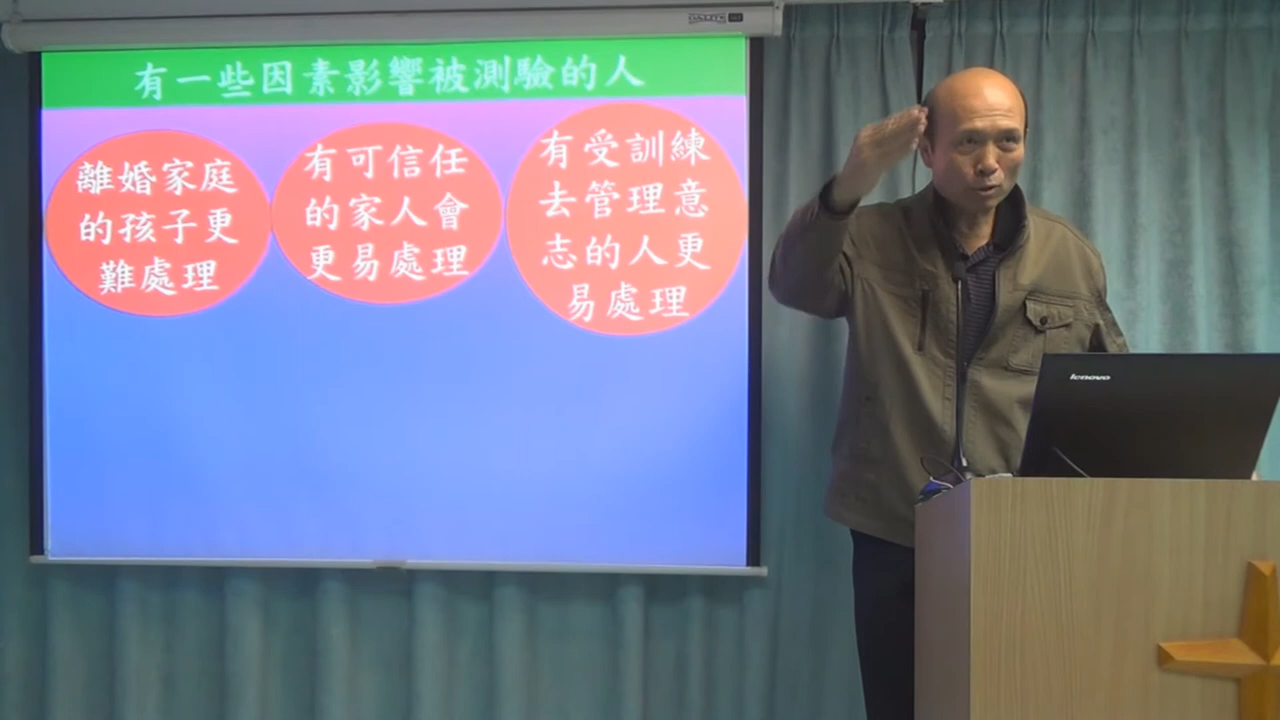 DA-LITE
有一些因素影響被測驗的人
離婚家庭
的孩子更
難處理
有可信任
的家人會
更易處理
有受訓練
去管理意
志的人更
易處理
lenovo